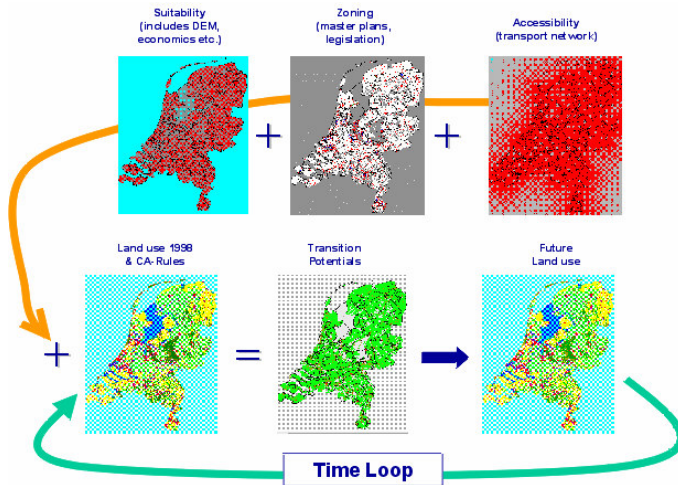 Suitability
(includes DEM,
economics etc.)
Zoning
(master plans,
legislation)
Accessibility
(transport network)
+
+
Land use 1998
& CA-Rules
Transition
Potentials
Future
Land use
+
=
Time Loop